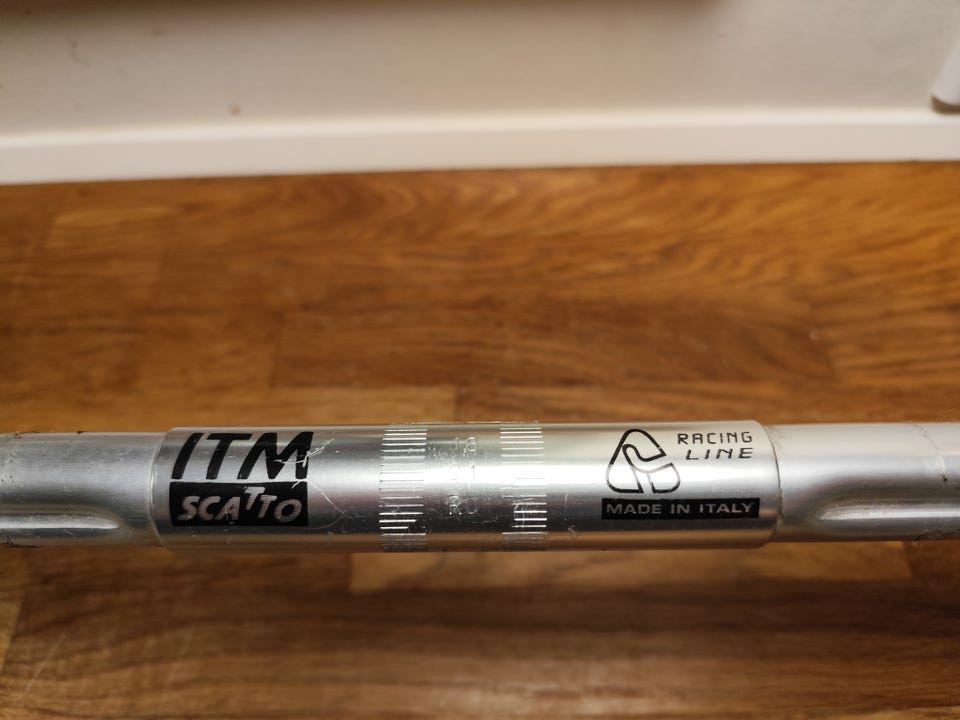 ITM
SCATTO
RACING
LINE
MADE IN ITALY